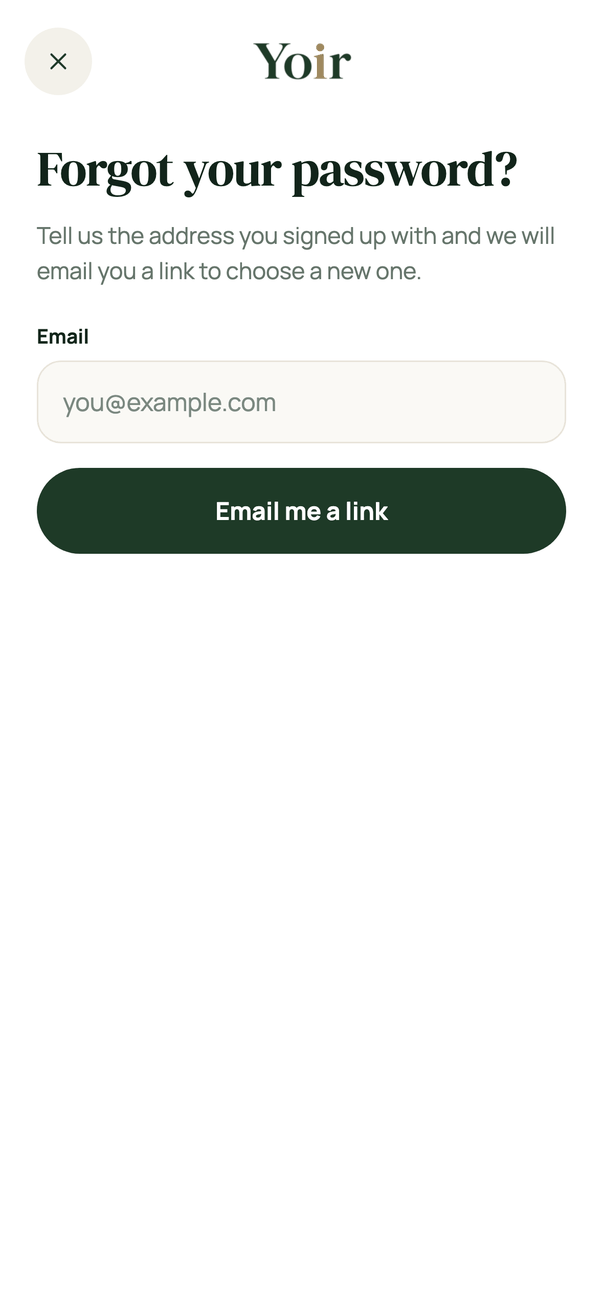 Yoir
Forgot your password?
Tell us the address you signed up with and we will
email you a link to choose a new one.
Email
you@example.com
Email me a link